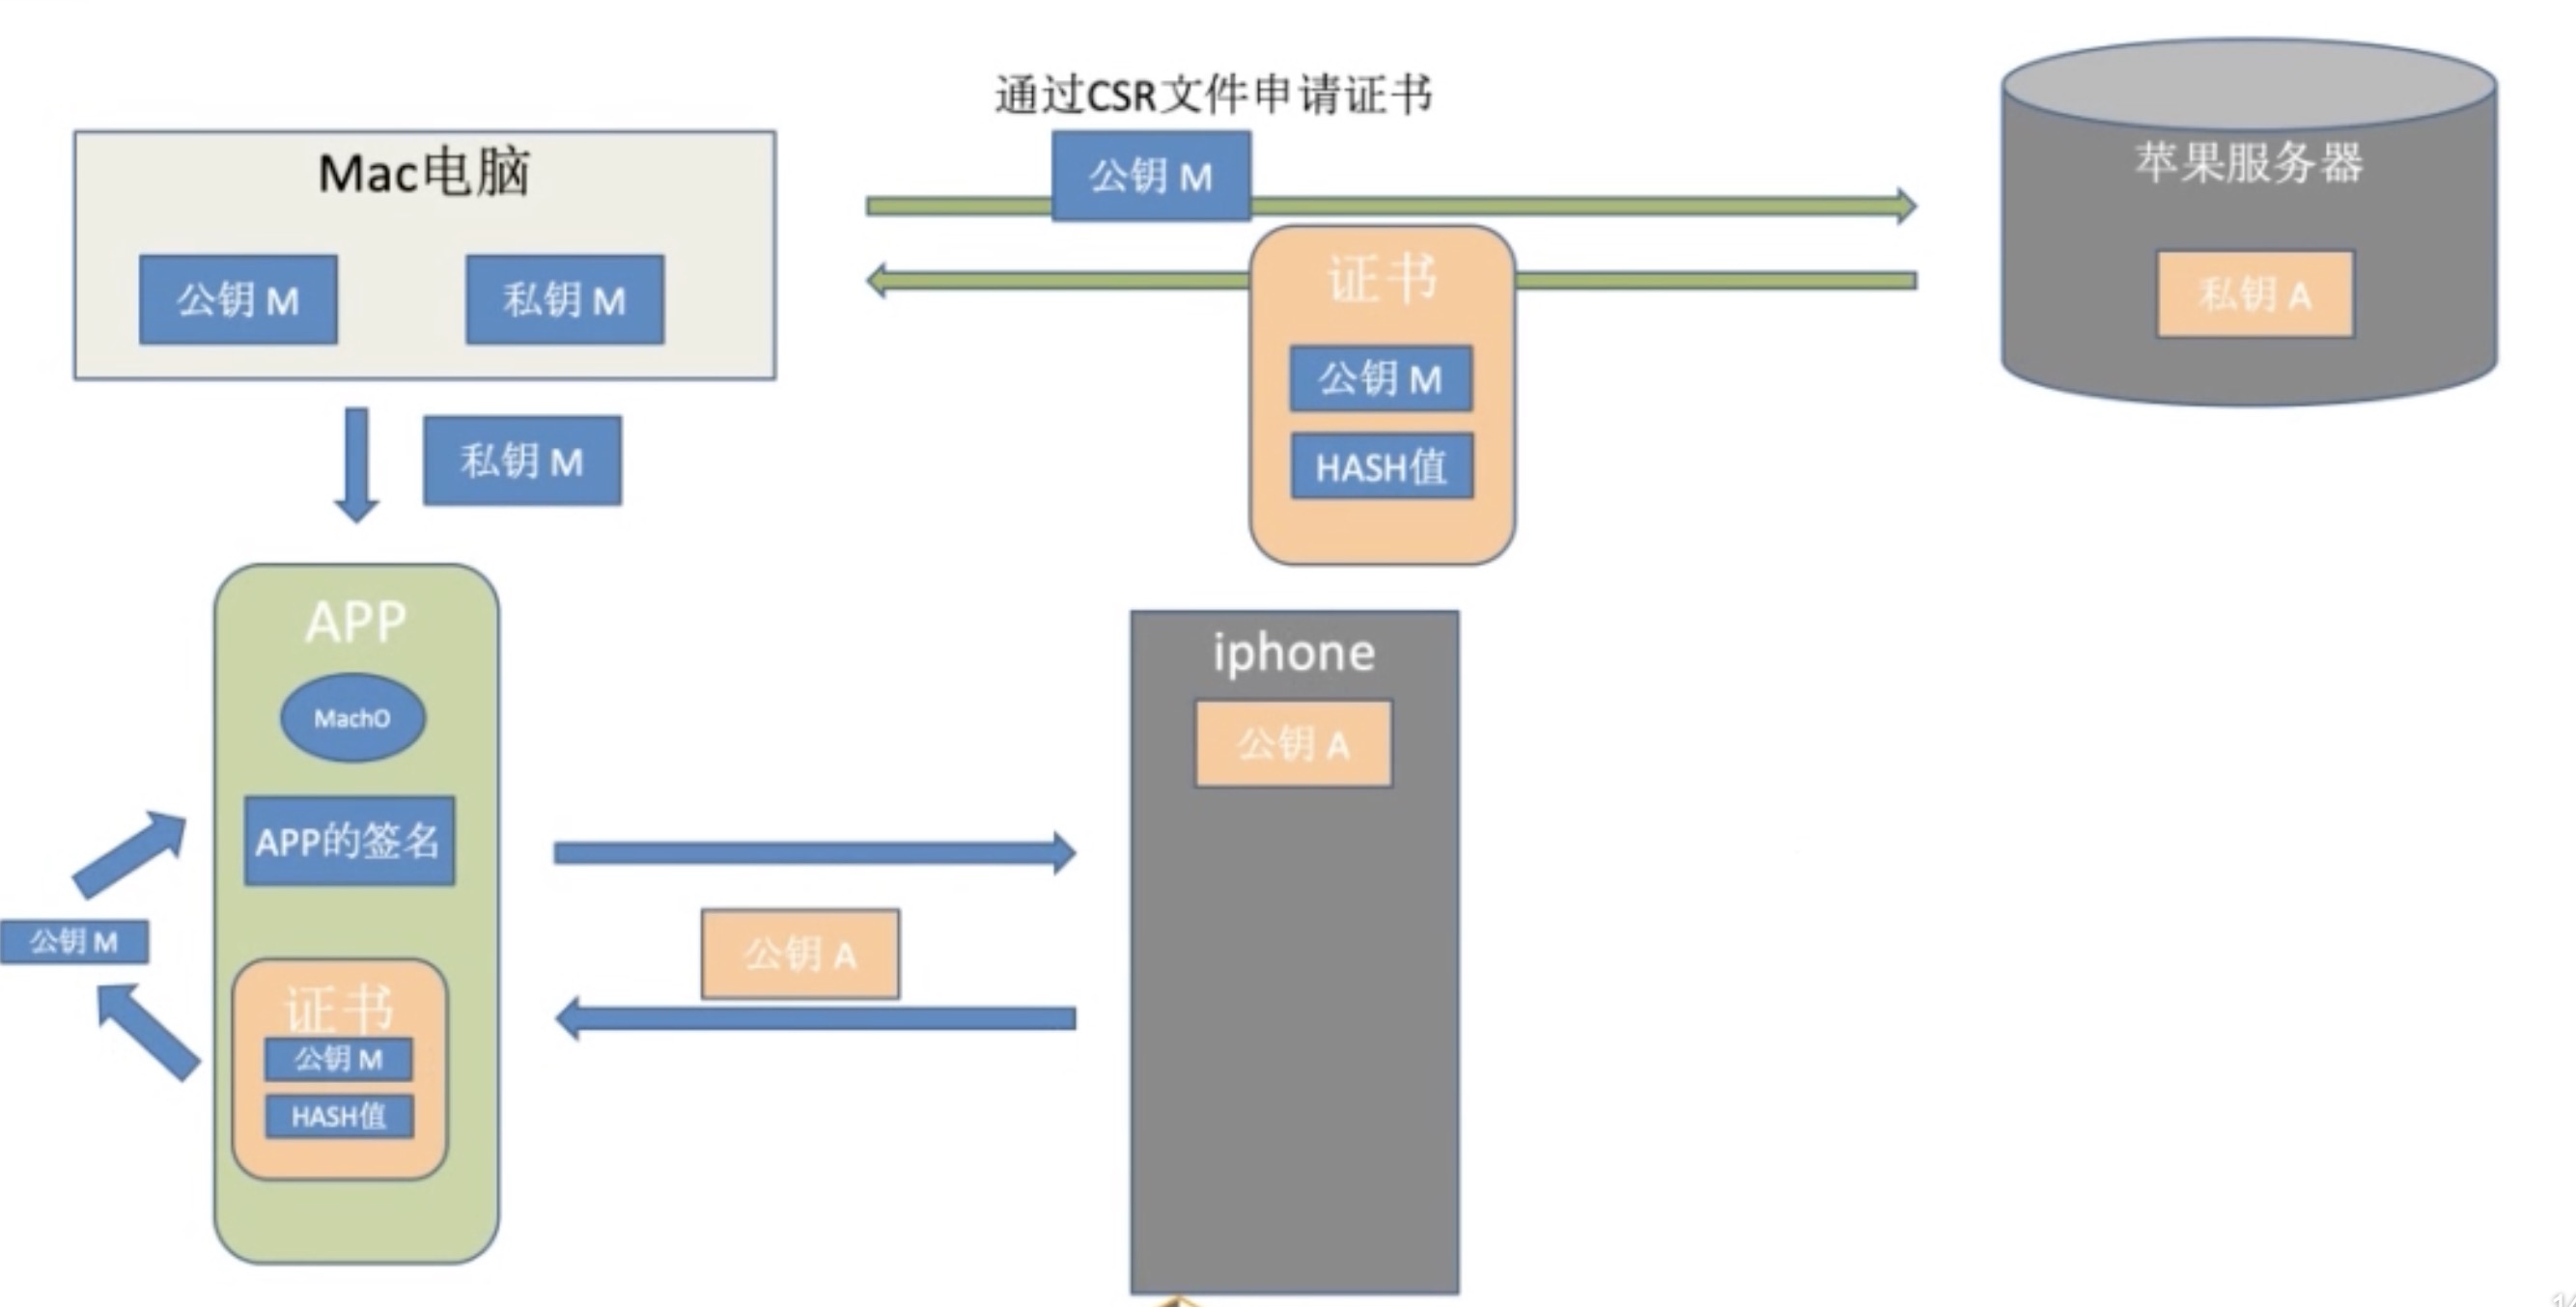 通过CSR文件申请证书
Mac电脑
公钥 M
私钥 M
公钥 M
苹果服务器
私钥 A
证书
公钥 M
HASH值
私钥 M
APP
MachO
APP的签名
公钥 M
证书
公钥 M
HASH值
公钥 A
iphone
公钥 A